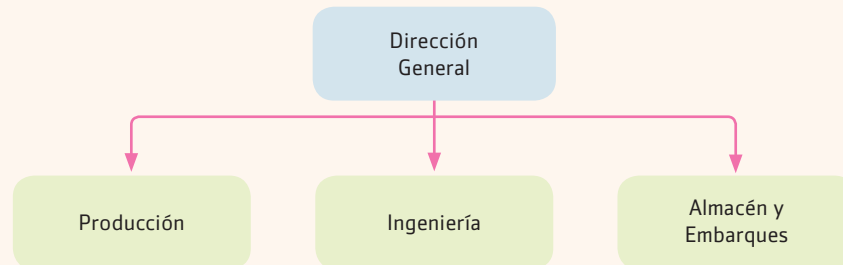 Dirección
General
Producción
Ingeniería
Almacén y
Embarques